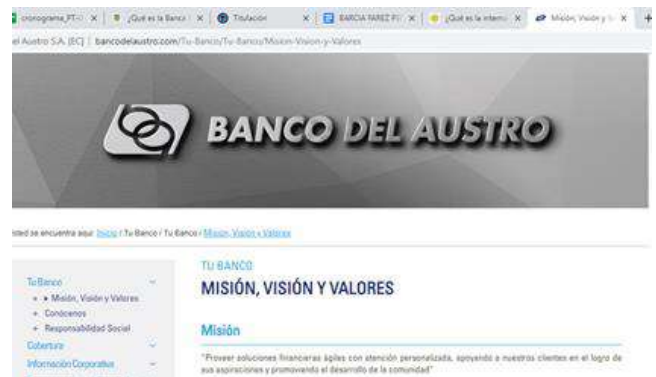 cronograma_PT-
¿Qué es la Banca
Titulación
BARCIA PAREZ
¿Qué es la interna
Misión, Visión y
el Austro S.A. [EC] | bancodelaustro.com/Tu-Banco/Tu-Banco/Mision-Vision-y-Valores
BANCO DEL AUSTRO
sted se encuentra aquí: Inicio / Tu Banco / Tu Banco / Misión, Visión y Valores
Tu Banco
Misión, Visión y Valores
Conócenos
Responsabilidad Social
Cobertura
Información Corporativa
TU BANCO
MISIÓN, VISIÓN Y VALORES
Misión
"Proveer soluciones financieras ágiles con atención personalizada, apoyando a nuestros clientes en el logro de
sus aspiraciones y promoviendo el desarrollo de la comunidad"